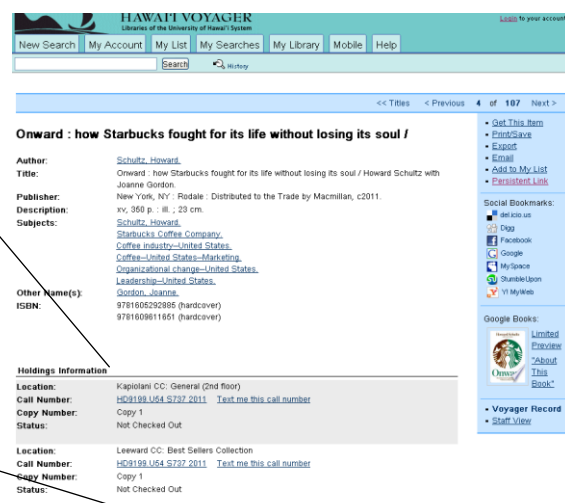 HAWAI'I VOYAGER
Libraries of the University of Hawai'i System
Login to your account
New Search My Account My List My Searches My Library Mobile Help
Search History
<< Titles < Previous 4 of 107 Next >
Onward : how Starbucks fought for its life without losing its soul /
Author: Schultz, Howard.
Title: Onward : how Starbucks fought for its life without losing its soul / Howard Schultz with
Joanne Gordon.
Publisher: New York, NY : Rodale : Distributed to the Trade by Macmillan, c2011.
Description: xv, 350 p. : ill. ; 23 cm.
Subjects: Schultz, Howard.
Starbucks Coffee Company.
Coffee industry--United States.
Coffee--United States--Marketing.
Organizational change--United States.
Leadership--United States.
Other Name(s): Gordon, Joanne.
ISBN: 9781605292885 (hardcover)
9781609611651 (hardcover)
Holdings Information
Location: Kapiolani CC: General (2nd floor)
Call Number: HD9199.U54 S737 2011 Text me this call number
Copy Number: Copy 1
Status: Not Checked Out
Location: Leeward CC: Best Sellers Collection
Call Number: HD9199.U54 S737 2011 Text me this call number
Copy Number: Copy 1
Status: Not Checked Out
Get This Item
Print/Save
Export
Email
Add to My List
Persistent Link
Social Bookmarks:
del.icio.us
Digg
Facebook
Google
MySpace
StumbleUpon
Y! MyWeb
Google Books:
Onward
Limited
Preview
"About
This
Book"
Voyager Record
Staff View